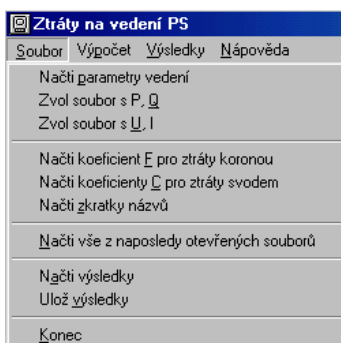 Ztráty na vedení PS
Soubor Výpočet Výsledky Nápověda
Načti parametry vedení
Zvol soubor s P, Q
Zvol soubor s U, I
Načti koeficient F pro ztráty koronou
Načti koeficienty C pro ztráty svodem
Načti zkratky názvů
Načti vše z naposledy otevřených souborů
Načti výsledky
Ulož výsledky
Konec